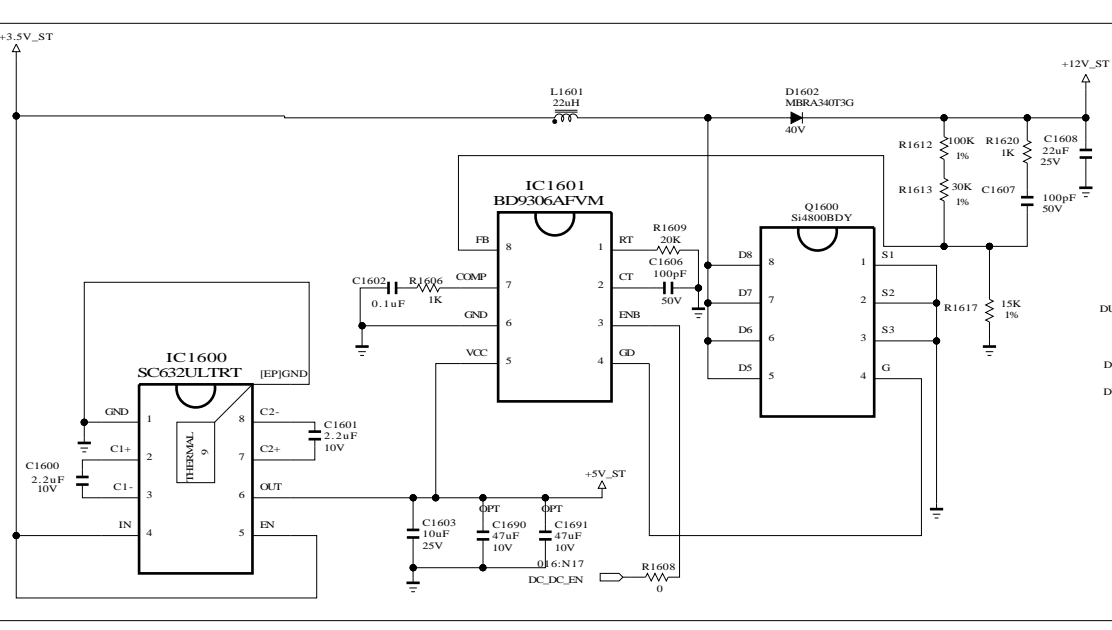 +3.5V_ST
+12V_ST
L1601
22uH
D1602
MBRA340T3G
40V
R1612
100K
1%
R1620
1K
C1608
22uF
25V
R1613
30K
1%
C1607
100pF
50V
IC1601
BD9306AFVM
FB
8
1
RT
R1609
20K
C1606
100pF
50V
COMP
7
2
CT
C1602
0.1uF
R1606
1K
GND
6
3
ENB
VCC
5
4
GD
Q1600
Si4800BDY
D8
8
1
S1
D7
7
2
S2
D6
6
3
S3
D5
5
4
G
R1617
15K
1%
DU
D
D
IC1600
SC632ULTRT
[EP]GND
GND
1
8
C2-
C1+
2
7
C2+
C1-
3
6
OUT
IN
4
5
EN
THERMAL
9
C1600
2.2uF
10V
C1601
2.2uF
10V
+5V_ST
OPT
OPT
C1603
10uF
25V
C1690
47uF
10V
C1691
47uF
10V
016:N17
DC_DC_EN
R1608
0